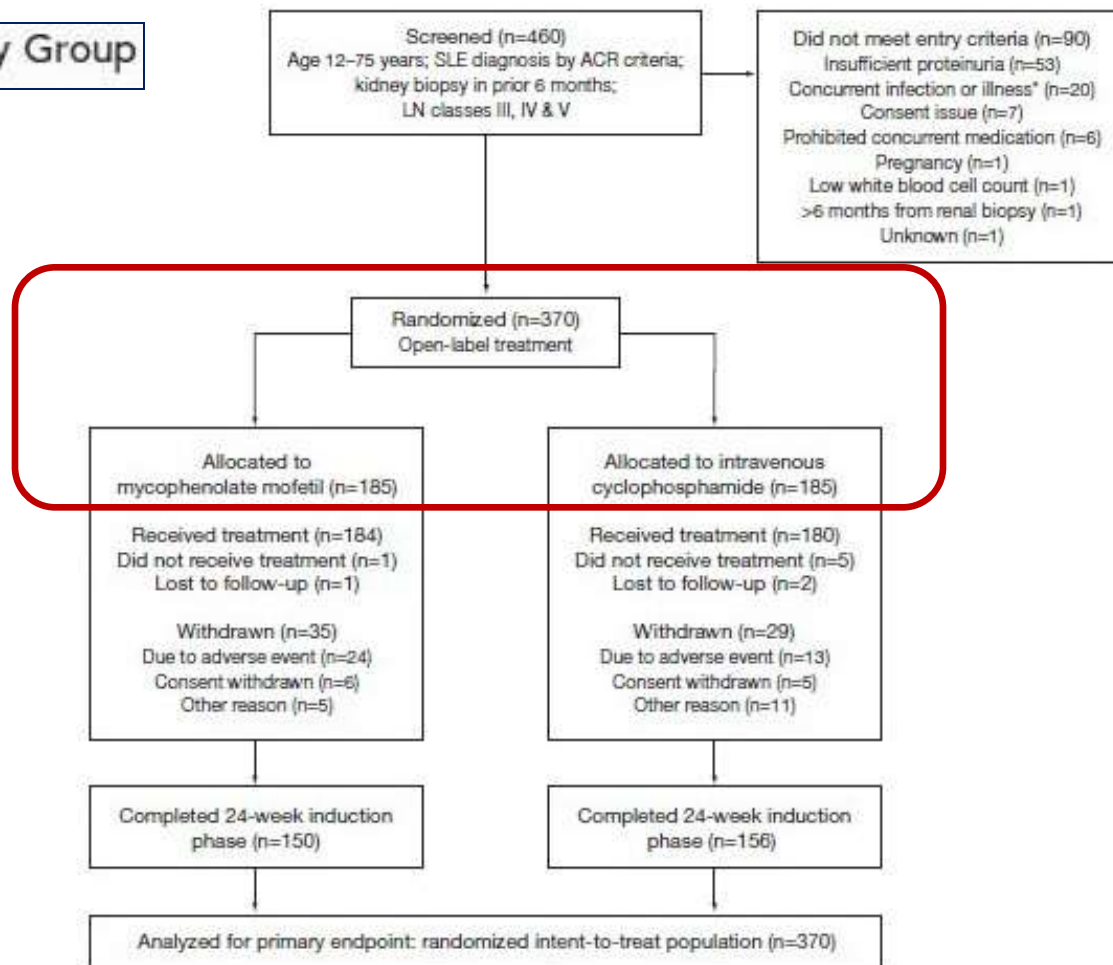 y Group
Screened (n=460)
Age 12–75 years; SLE diagnosis by ACR criteria;
kidney biopsy in prior 6 months;
LN classes III, IV & V
Did not meet entry criteria (n=90)
Insufficient proteinuria (n=53)
Concurrent infection or illness* (n=20)
Consent issue (n=7)
Prohibited concurrent medication (n=6)
Pregnancy (n=1)
Low white blood cell count (n=1)
>6 months from renal biopsy (n=1)
Unknown (n=1)
Randomized (n=370)
Open-label treatment
Allocated to
mycophenolate mofetil (n=185)
Received treatment (n=184)
Did not receive treatment (n=1)
Lost to follow-up (n=1)
Withdrawn (n=35)
Due to adverse event (n=24)
Consent withdrawn (n=6)
Other reason (n=5)
Allocated to intravenous
cyclophosphamide (n=185)
Received treatment (n=180)
Did not receive treatment (n=5)
Lost to follow-up (n=2)
Withdrawn (n=29)
Due to adverse event (n=13)
Consent withdrawn (n=5)
Other reason (n=11)
Completed 24-week induction
phase (n=150)
Completed 24-week induction
phase (n=156)
Analyzed for primary endpoint: randomized intent-to-treat population (n=370)